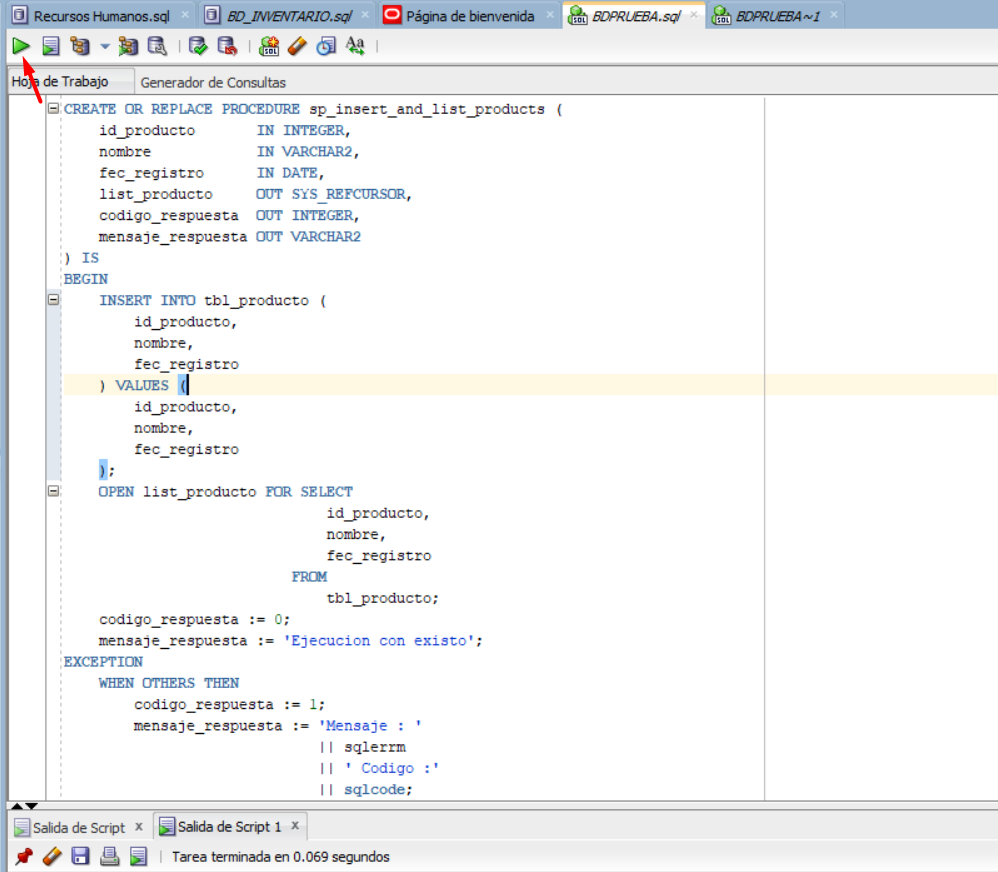 Recursos Humanos.sql BD_INVENTARIO.sql Página de bienvenida BDPRUEBA.sql BDPRUEBA~1
SQL Aa
Hoja de Trabajo Generador de Consultas
CREATE OR REPLACE PROCEDURE sp_insert_and_list_products (
id_producto IN INTEGER,
nombre IN VARCHAR2,
fec_registro IN DATE,
list_producto OUT SYS_REFCURSOR,
codigo_respuesta OUT INTEGER,
mensaje_respuesta OUT VARCHAR2
) IS
BEGIN
INSERT INTO tbl_producto (
id_producto,
nombre,
fec_registro
) VALUES (
id_producto,
nombre,
fec_registro
);
OPEN list_producto FOR SELECT
id_producto,
nombre,
fec_registro
FROM
tbl_producto;
codigo_respuesta := 0;
mensaje_respuesta := 'Ejecucion con existo';
EXCEPTION
WHEN OTHERS THEN
codigo_respuesta := 1;
mensaje_respuesta := 'Mensaje : '
|| sqlerrm
|| ' Codigo :'
|| sqlcode;
Salida de Script x Salida de Script 1 x
Tarea terminada en 0.069 segundos